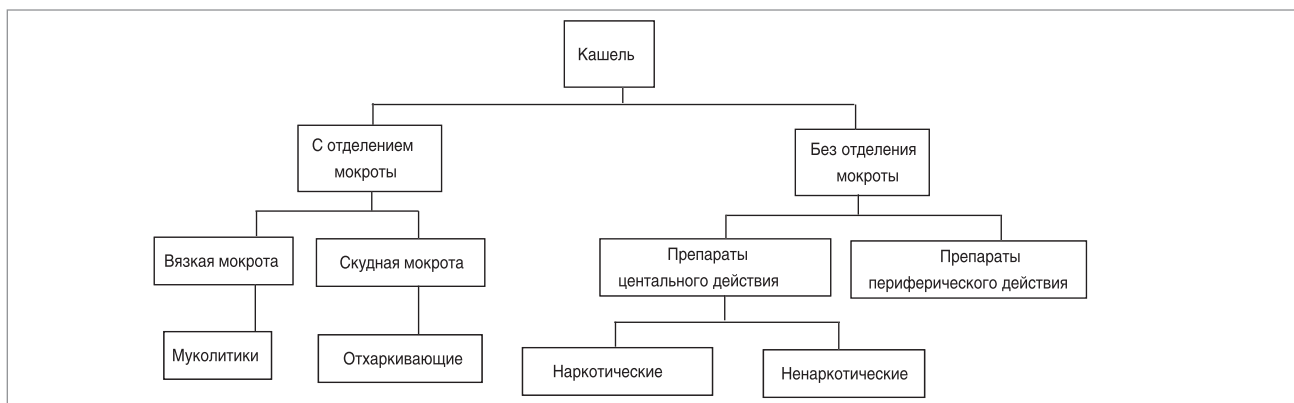 Кашель
С отделением
мокроты
Без отделения
мокроты
Вязкая мокрота
Скудная мокрота
Препараты
центального действия
Препараты
периферического действия
Муколитики
Отхаркивающие
Наркотические
Ненаркотические